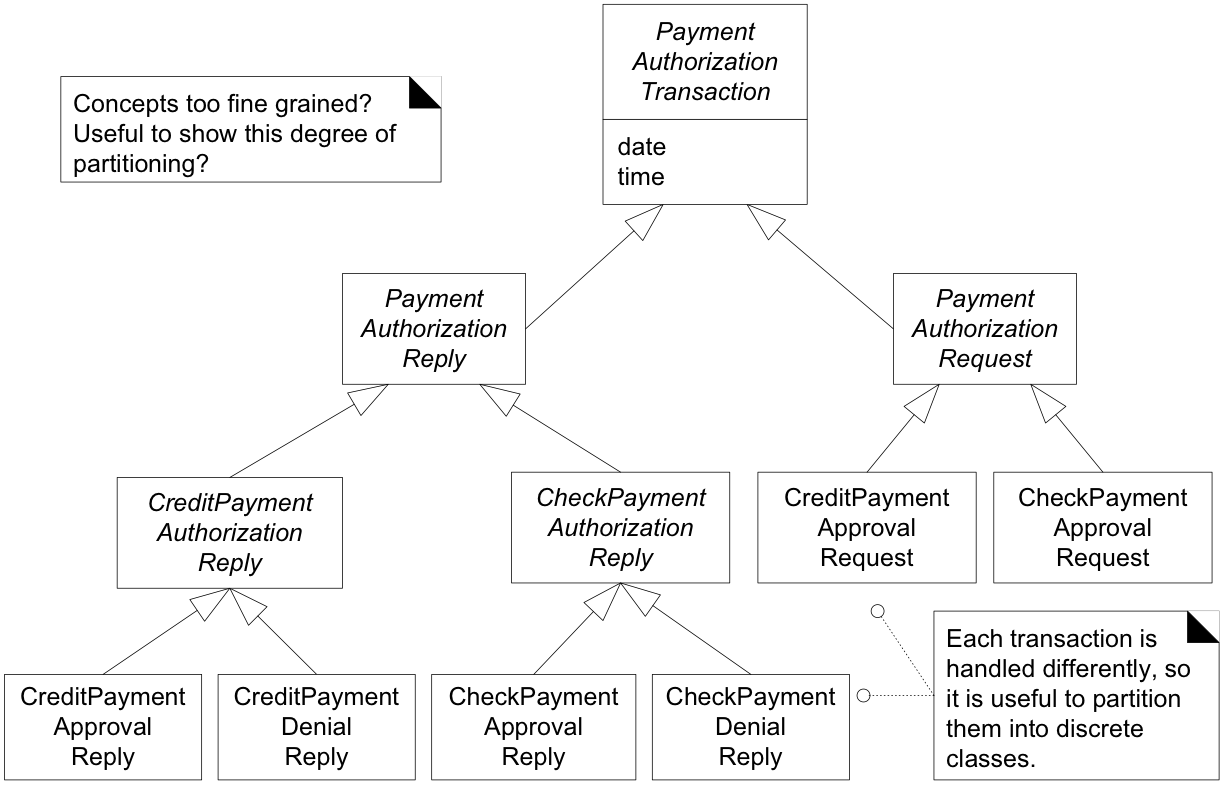 Payment
Authorization
Transaction
date
time
Concepts too fine grained?
Useful to show this degree of
partitioning?
Payment
Authorization
Reply
Payment
Authorization
Request
CreditPayment
Authorization
Reply
CheckPayment
Authorization
Reply
CreditPayment
Approval
Request
CheckPayment
Approval
Request
CreditPayment
Approval
Reply
CreditPayment
Denial
Reply
CheckPayment
Approval
Reply
CheckPayment
Denial
Reply
Each transaction is
handled differently, so
it is useful to partition
them into discrete
classes.